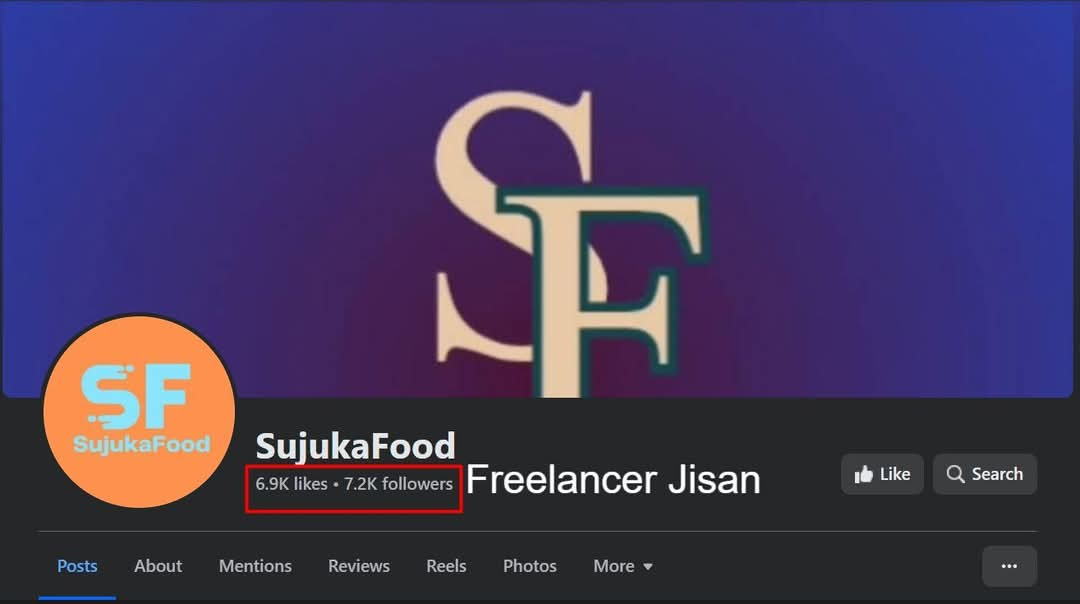 SF
SF
SujukaFood
SujukaFood
6.9K likes • 7.2K followers
Freelancer Jisan
Like
Search
Posts
About
Mentions
Reviews
Reels
Photos
More